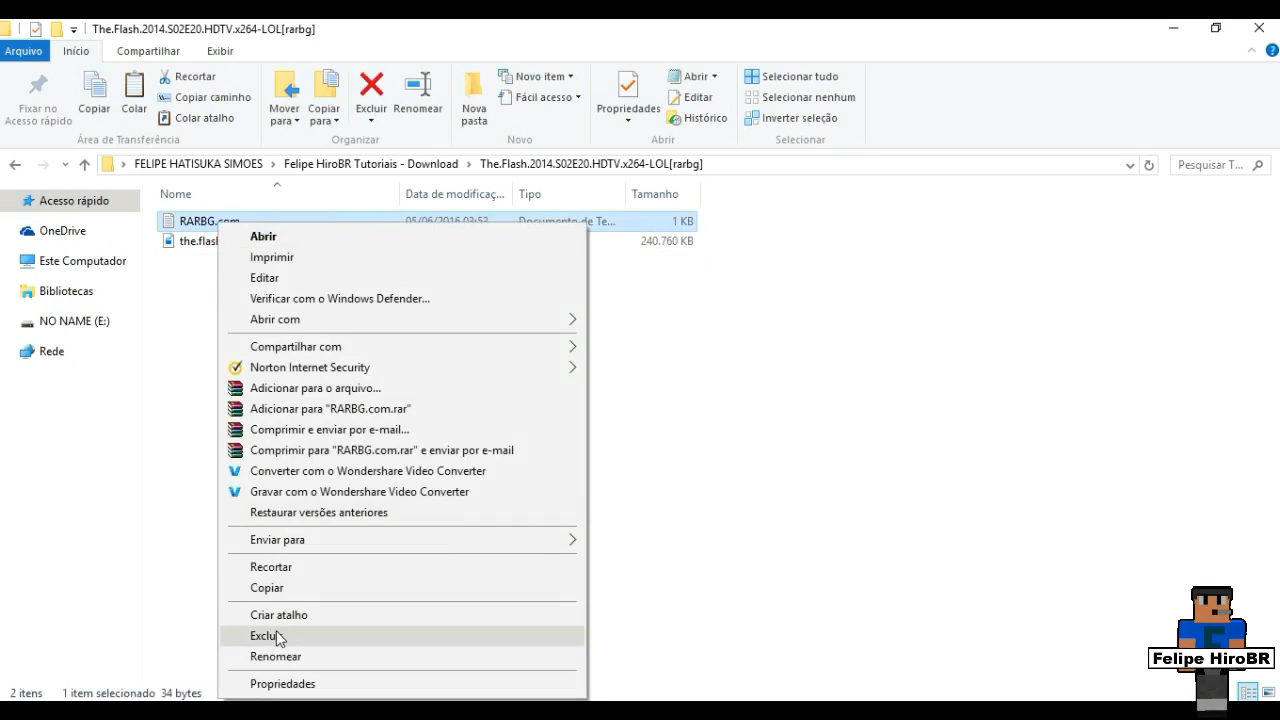 The.Flash.2014.S02E20.HDTV.x264-LOL[rarbg]
Arquivo Início Compartilhar Exibir
Fixar no Acesso rápido
Copiar
Colar
Recortar
Copiar caminho
Colar atalho
Área de Transferência
Mover para
Copiar para
Excluir
Renomear
Organizar
Nova pasta
Novo item
Fácil acesso
Novo
Propriedades
Abrir
Editar
Histórico
Abrir
Selecionar tudo
Selecionar nenhum
Inverter seleção
Selecionar
FELIPE HATISUKA SIMOES > Felipe HiroBR Tutoriais - Download > The.Flash.2014.S02E20.HDTV.x264-LOL[rarbg]
Pesquisar T...
Acesso rápido
OneDrive
Este Computador
Bibliotecas
NO NAME (E:)
Rede
Nome Data de modificaç... Tipo Tamanho
RARBG.com 05/06/2016 03:53 Documento de Te... 1 KB
the.flas 240.760 KB
Abrir
Imprimir
Editar
Verificar com o Windows Defender...
Abrir com
Compartilhar com
Norton Internet Security
Adicionar para o arquivo...
Adicionar para "RARBG.com.rar"
Comprimir e enviar por e-mail...
Comprimir para "RARBG.com.rar" e enviar por e-mail
Converter com o Wondershare Video Converter
Gravar com o Wondershare Video Converter
Restaurar versões anteriores
Enviar para
Recortar
Copiar
Criar atalho
Exclu
Renomear
Propriedades
2 itens 1 item selecionado 34 bytes
Felipe HiroBR